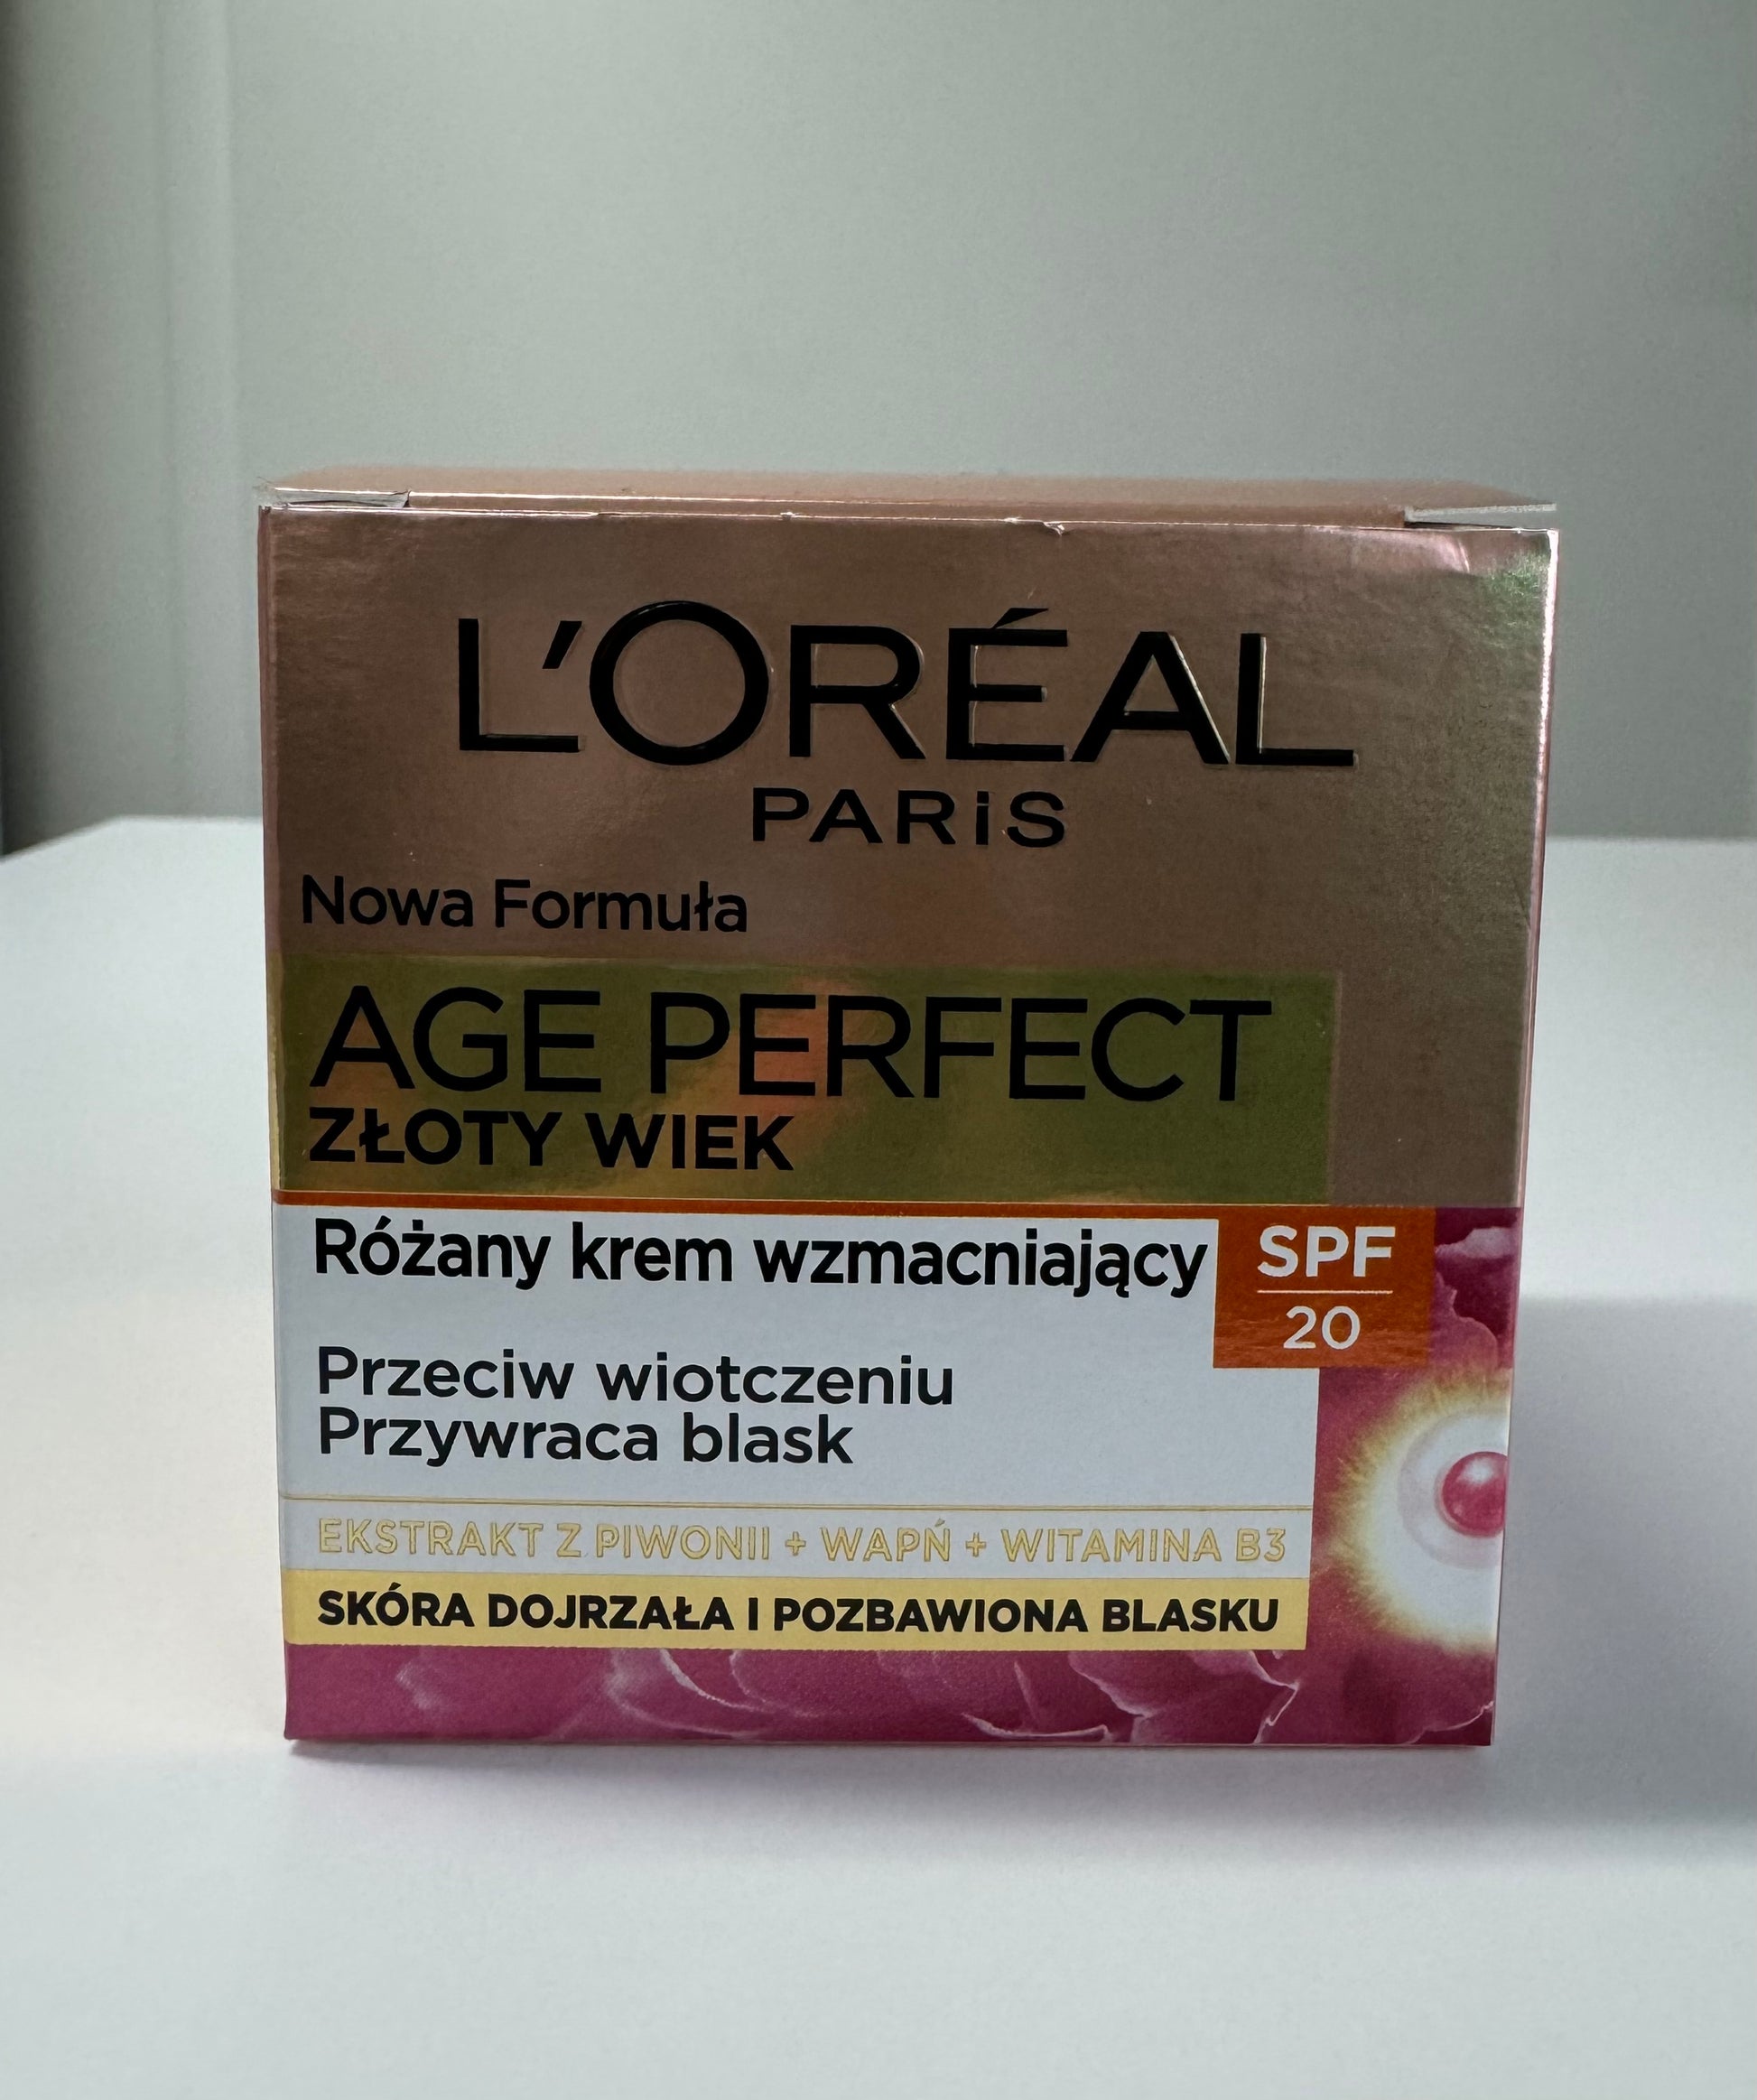 L'ORÉAL
PARiS
Nowa Formuła
AGE PERFECT
ZŁOTY WIEK
Różany krem wzmacniający
SPF
20
Przeciw wiotczeniu
Przywraca blask
EKSTRAKT Z PIWONII + WAPŃ + WITAMINA B3
SKÓRA DOJRZAŁA I POZBAWIONA BLASKU